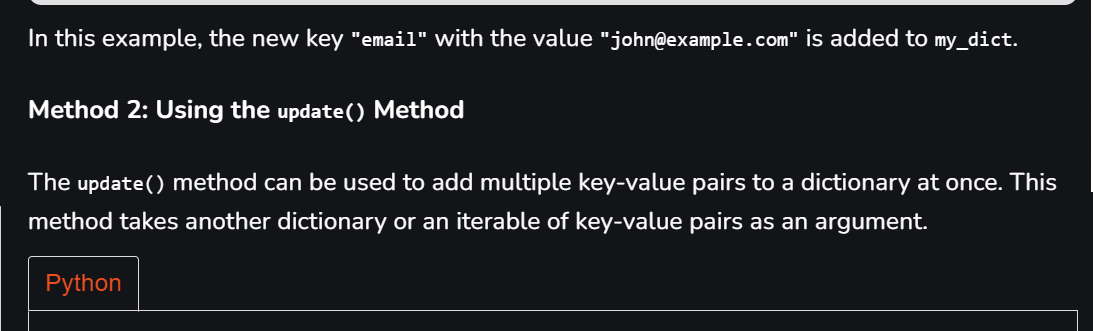 In this example, the new key "email" with the value "john@example.com" is added to my_dict.
Method 2: Using the update() Method
The update() method can be used to add multiple key-value pairs to a dictionary at once. This
method takes another dictionary or an iterable of key-value pairs as an argument.
Python